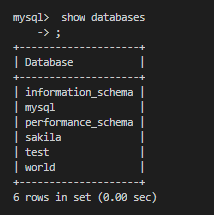 mysql>  show databases
    -> ;
+--------------------+
| Database           |
+--------------------+
| information_schema |
| mysql              |
| performance_schema |
| sakila             |
| test               |
| world              |
+--------------------+
6 rows in set (0.00 sec)